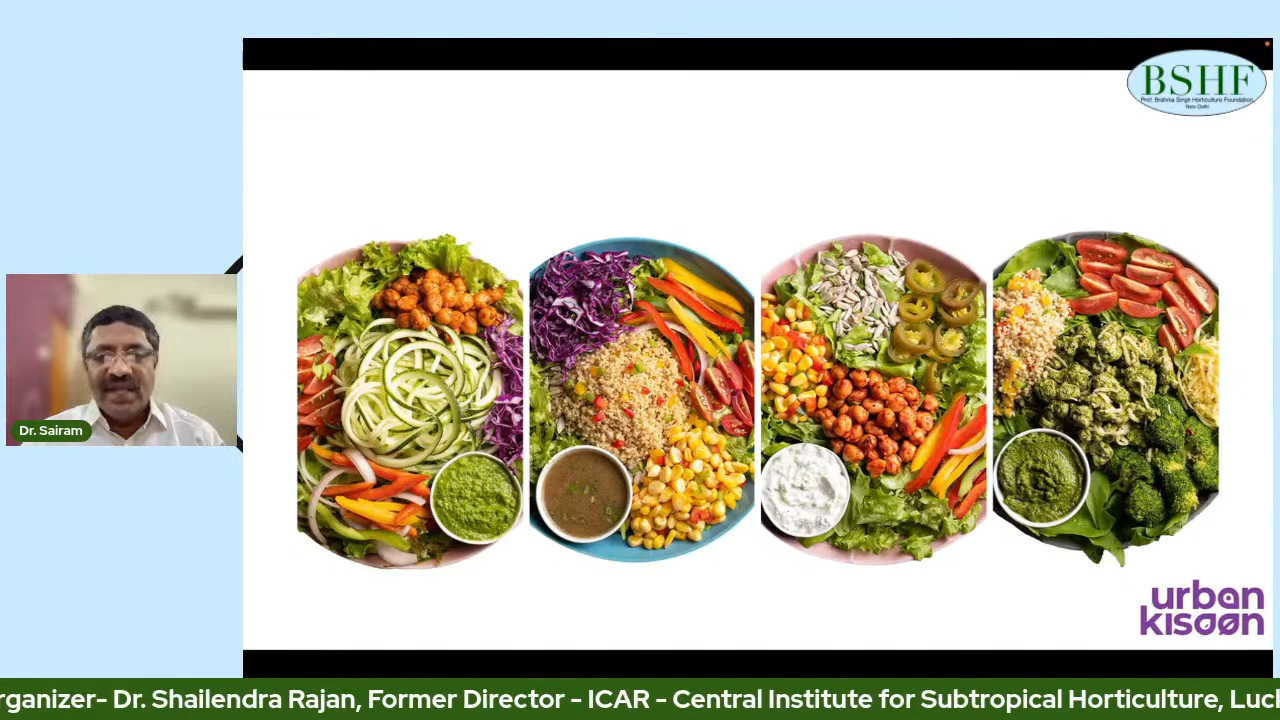 BSHF
Prof. Brahma Singh Horticulture Foundation
New Delhi
Dr. Sairam
urban
kisaan
rganizer- Dr. Shailendra Rajan, Former Director - ICAR - Central Institute for Subtropical Horticulture, Luck